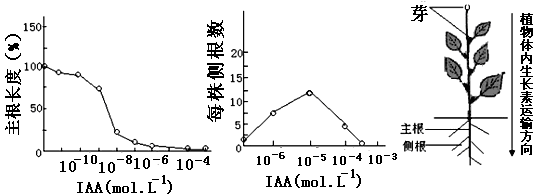 主根长度（%）
100
50
0
10⁻¹⁰ 10⁻⁸ 10⁻⁶ 10⁻⁴
IAA(mol.L⁻¹)
每株侧根数
20
15
10
5
0
10⁻⁶ 10⁻⁵ 10⁻⁴ 10⁻³
IAA(mol.L⁻¹)
芽
主根
侧根
植物体内生长素运输方向